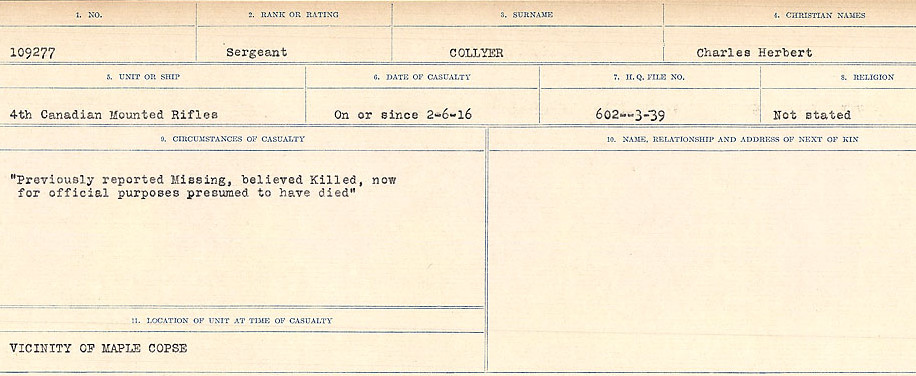 1. NO.
2. RANK OR RATING
3. SURNAME
4. CHRISTIAN NAMES
109277
Sergeant
COLLYER
Charles Herbert
5. UNIT OR SHIP
6. DATE OF CASUALTY
7. H.Q. FILE NO.
8. RELIGION
4th Canadian Mounted Rifles
On or since 2-6-16
602--3-39
Not stated
9. CIRCUMSTANCES OF CASUALTY
10. NAME, RELATIONSHIP AND ADDRESS OF NEXT OF KIN
"Previously reported Missing, believed Killed, now
for official purposes presumed to have died"
11. LOCATION OF UNIT AT TIME OF CASUALTY
VICINITY OF MAPLE COPSE